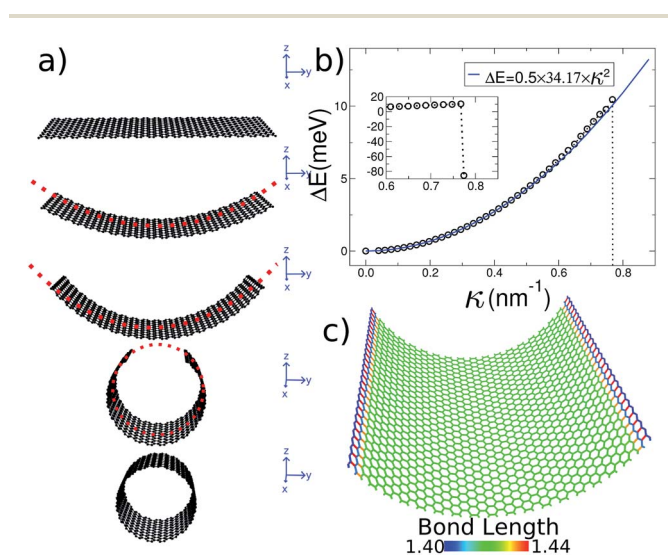 a)
z
y
x
z
y
x
z
y
x
z
y
x
z
y
x
b)
ΔE(meV)
10
5
0
ΔE=0.5×34.17×κ²
20
0
-20
-40
-60
-80
0.6 0.7 0.8
0.0 0.2 0.4 0.6 0.8
κ(nm⁻¹)
c)
Bond Length
1.40 1.44